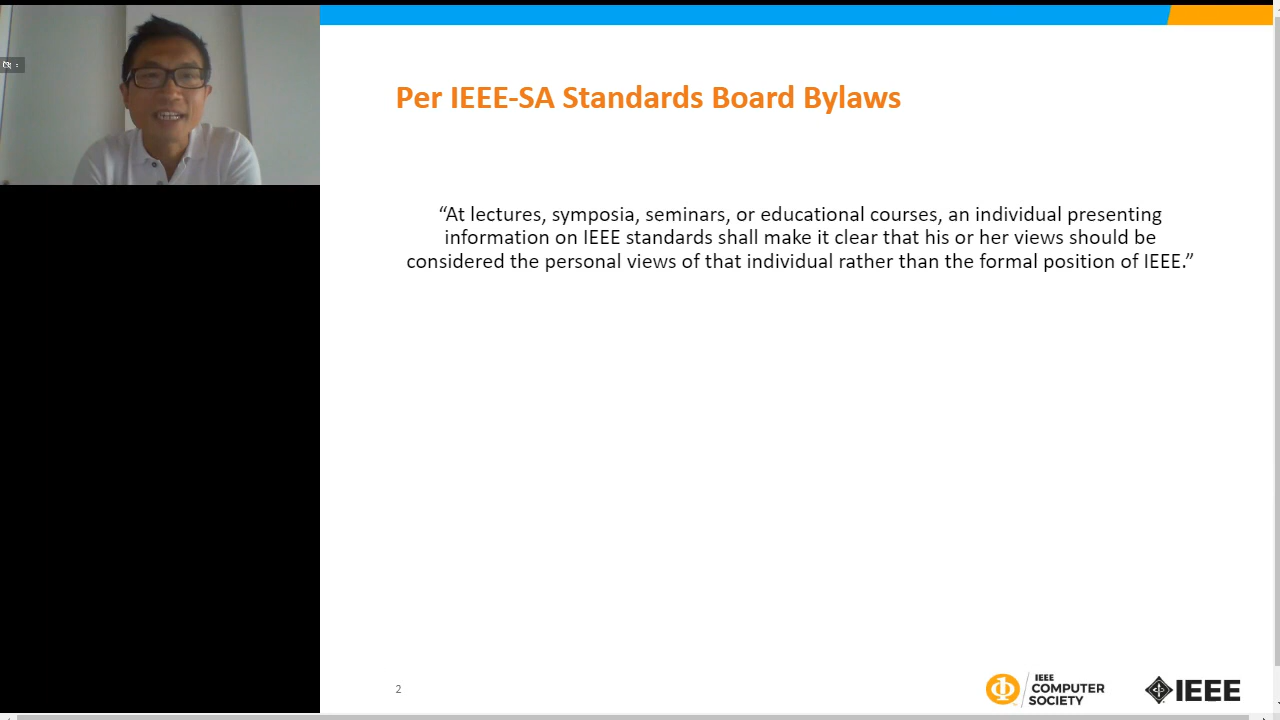 Per IEEE-SA Standards Board Bylaws
“At lectures, symposia, seminars, or educational courses, an individual presenting
information on IEEE standards shall make it clear that his or her views should be
considered the personal views of that individual rather than the formal position of IEEE.”
2
IEEE
COMPUTER
SOCIETY
IEEE